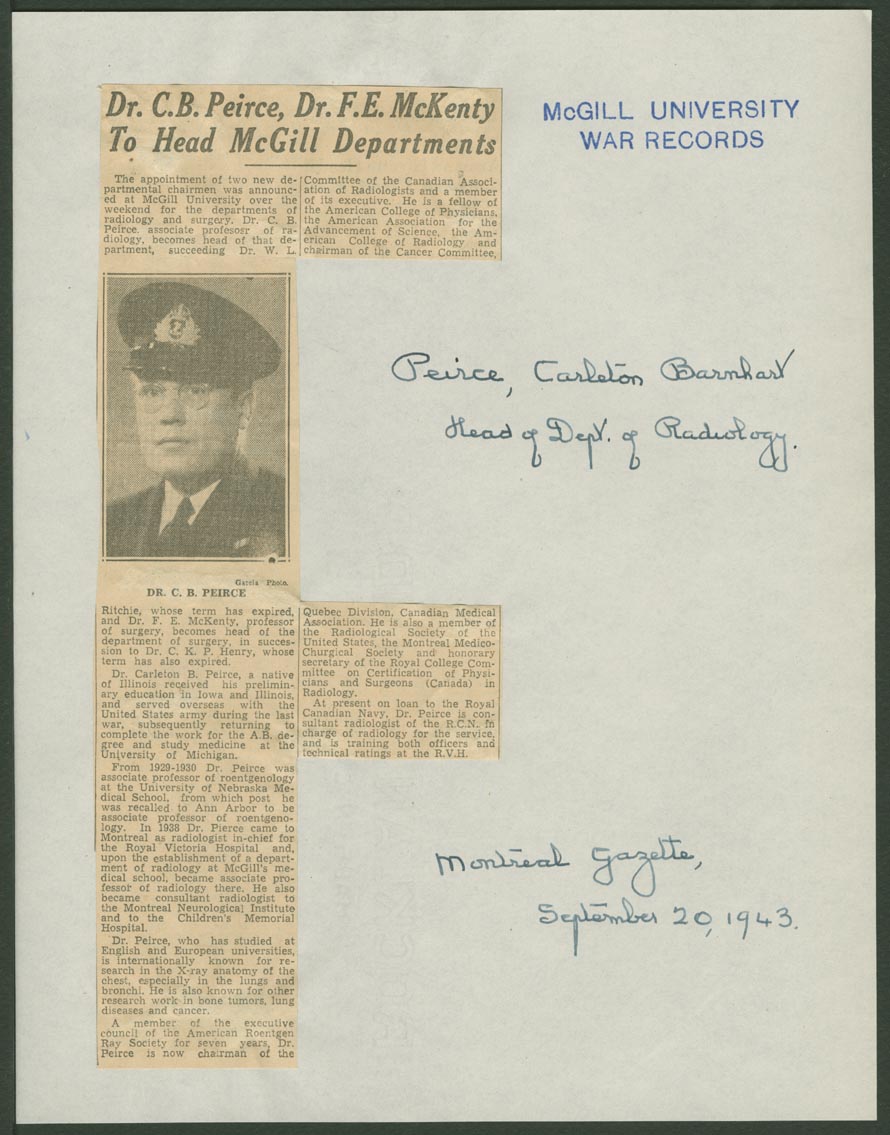 Dr. C.B. Peirce, Dr. F.E. McKenty
To Head McGill Departments
McGILL UNIVERSITY
WAR RECORDS
The appointment of two new de-
partmental chairmen was announc-
ed at McGill University over the
weekend for the departments of
radiology and surgery. Dr. C. B.
Peirce, associate profesosr of ra-
diology, becomes head of that de-
partment, succeeding Dr. W. L.
Peirce, Carleton Barnhart
Head of Dept. of Radiology.
Garcia Photo.
DR. C. B. PEIRCE
Ritchie, whose term has expired,
and Dr. F. E. McKenty, professor
of surgery, becomes head of the
department of surgery, in succes-
sion to Dr. C. K. P. Henry, whose
term has also expired.
Dr. Carleton B. Peirce, a native
of Illinois received his prelimin-
ary education in Iowa and Illinois,
and served overseas with the
United States army during the last
war, subsequently returning to
complete the work for the A.B. de-
gree and study medicine at the
University of Michigan.
From 1929-1930 Dr. Peirce was
associate professor of roentgenology
at the University of Nebraska Me-
dical School, from which post he
was recalled to Ann Arbor to be
associate professor of roentgeno-
logy. In 1938 Dr. Pierce came to
Montreal as radiologist in-chief for
the Royal Victoria Hospital and,
upon the establishment of a depart-
ment of radiology at McGill's me-
dical school, became associate pro-
fessor of radiology there. He also
became consultant radiologist to
the Montreal Neurological Institute
and to the Children's Memorial
Hospital.
Dr. Peirce, who has studied at
English and European universities,
is internationally known for re-
search in the X-ray anatomy of the
chest, especially in the lungs and
bronchi. He is also known for other
research work in bone tumors, lung
diseases and cancer.
A member of the executive
council of the American Roentgen
Ray Society for seven years, Dr.
Peirce is now chairman of the
Committee of the Canadian Associ-
ation of Radiologists and a member
of its executive. He is a fellow of
the American College of Physicians,
the American Association for the
Advancement of Science, the Am-
erican College of Radiology and
chairman of the Cancer Committee,
Quebec Division, Canadian Medical
Association. He is also a member of
the Radiological Society of the
United States, the Montreal Medico-
Churgical Society and honorary
secretary of the Royal College Com-
mittee on Certification of Physi-
cians and Surgeons (Canada) in
Radiology.
At present on loan to the Royal
Canadian Navy, Dr. Peirce is con-
sultant radiologist of the R.C.N. in
charge of radiology for the service,
and is training both officers and
technical ratings at the R.V.H.
Montreal Gazette,
September 20, 1943.